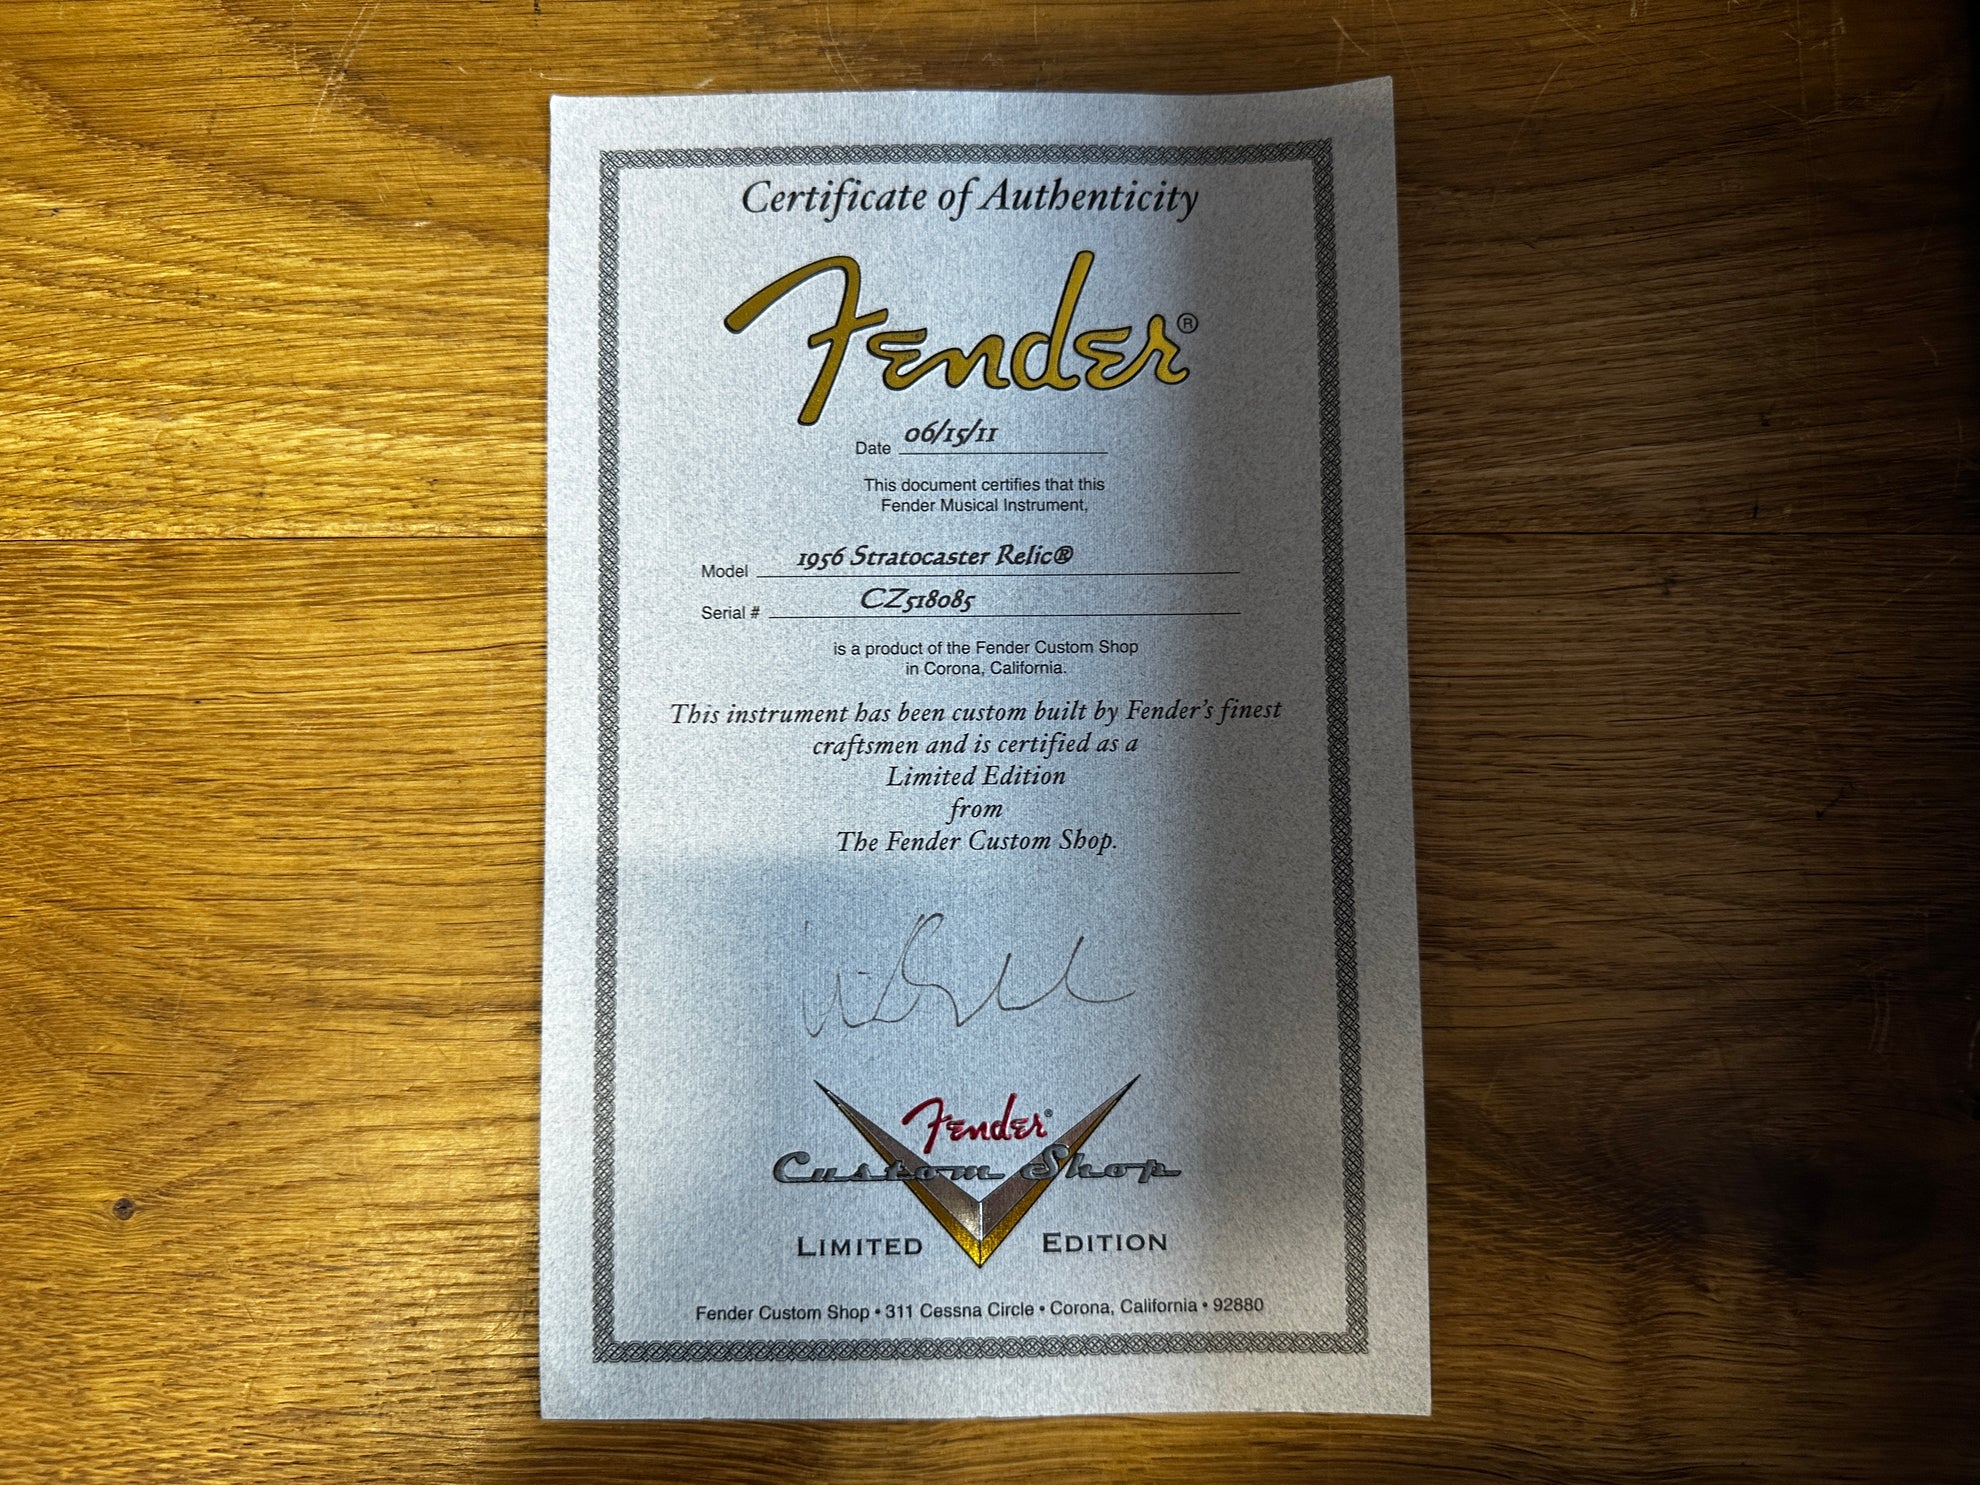 Certificate of Authenticity
Fender®
Date 06/15/11
This document certifies that this
Fender Musical Instrument,
Model 1956 Stratocaster Relic®
Serial # CZ518085
is a product of the Fender Custom Shop
in Corona, California.
This instrument has been custom built by Fender's finest
craftsmen and is certified as a
Limited Edition
from
The Fender Custom Shop.
Fender®
Custom Shop
LIMITED EDITION
Fender Custom Shop • 311 Cessna Circle • Corona, California • 92880